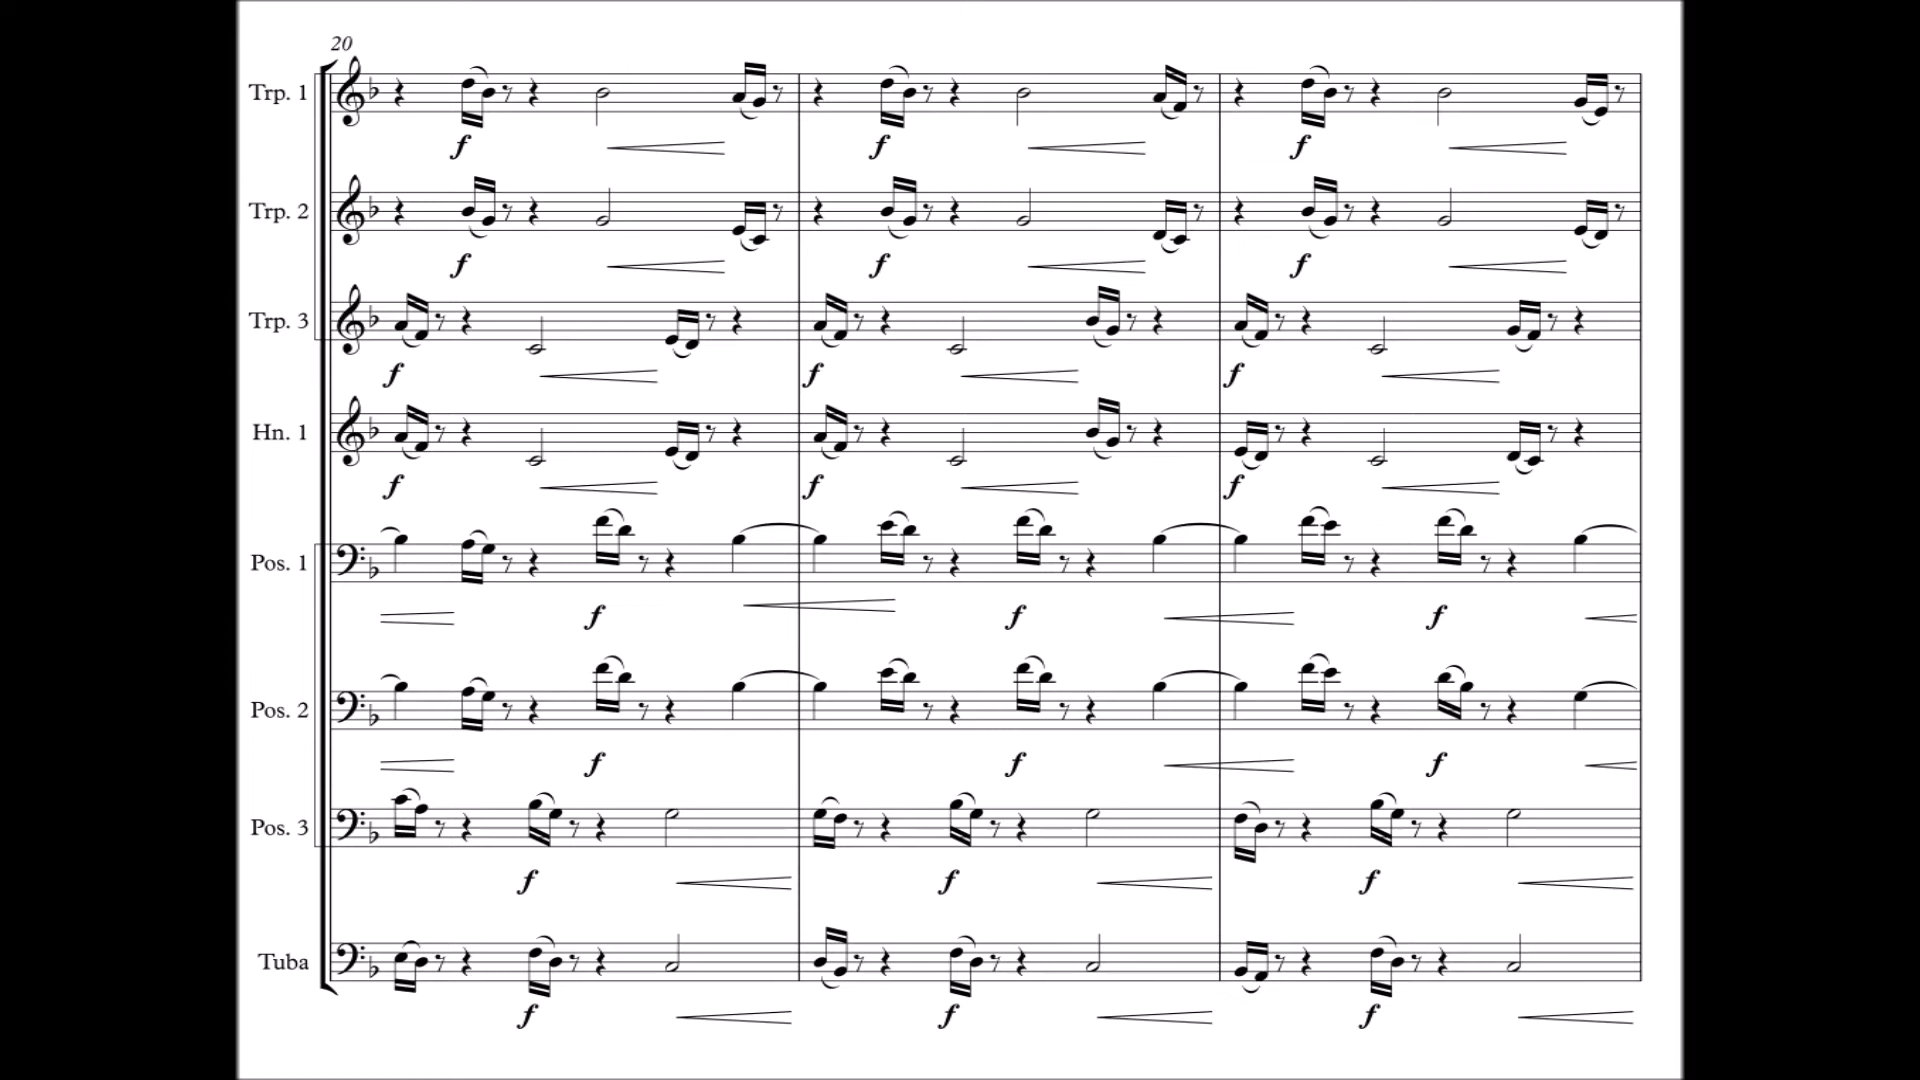 20
Trp. 1
f f f
Trp. 2
f f f
Trp. 3
f f f
Hn. 1
f f f
Pos. 1
f f f
Pos. 2
f f f
Pos. 3
f f f
Tuba
f f f